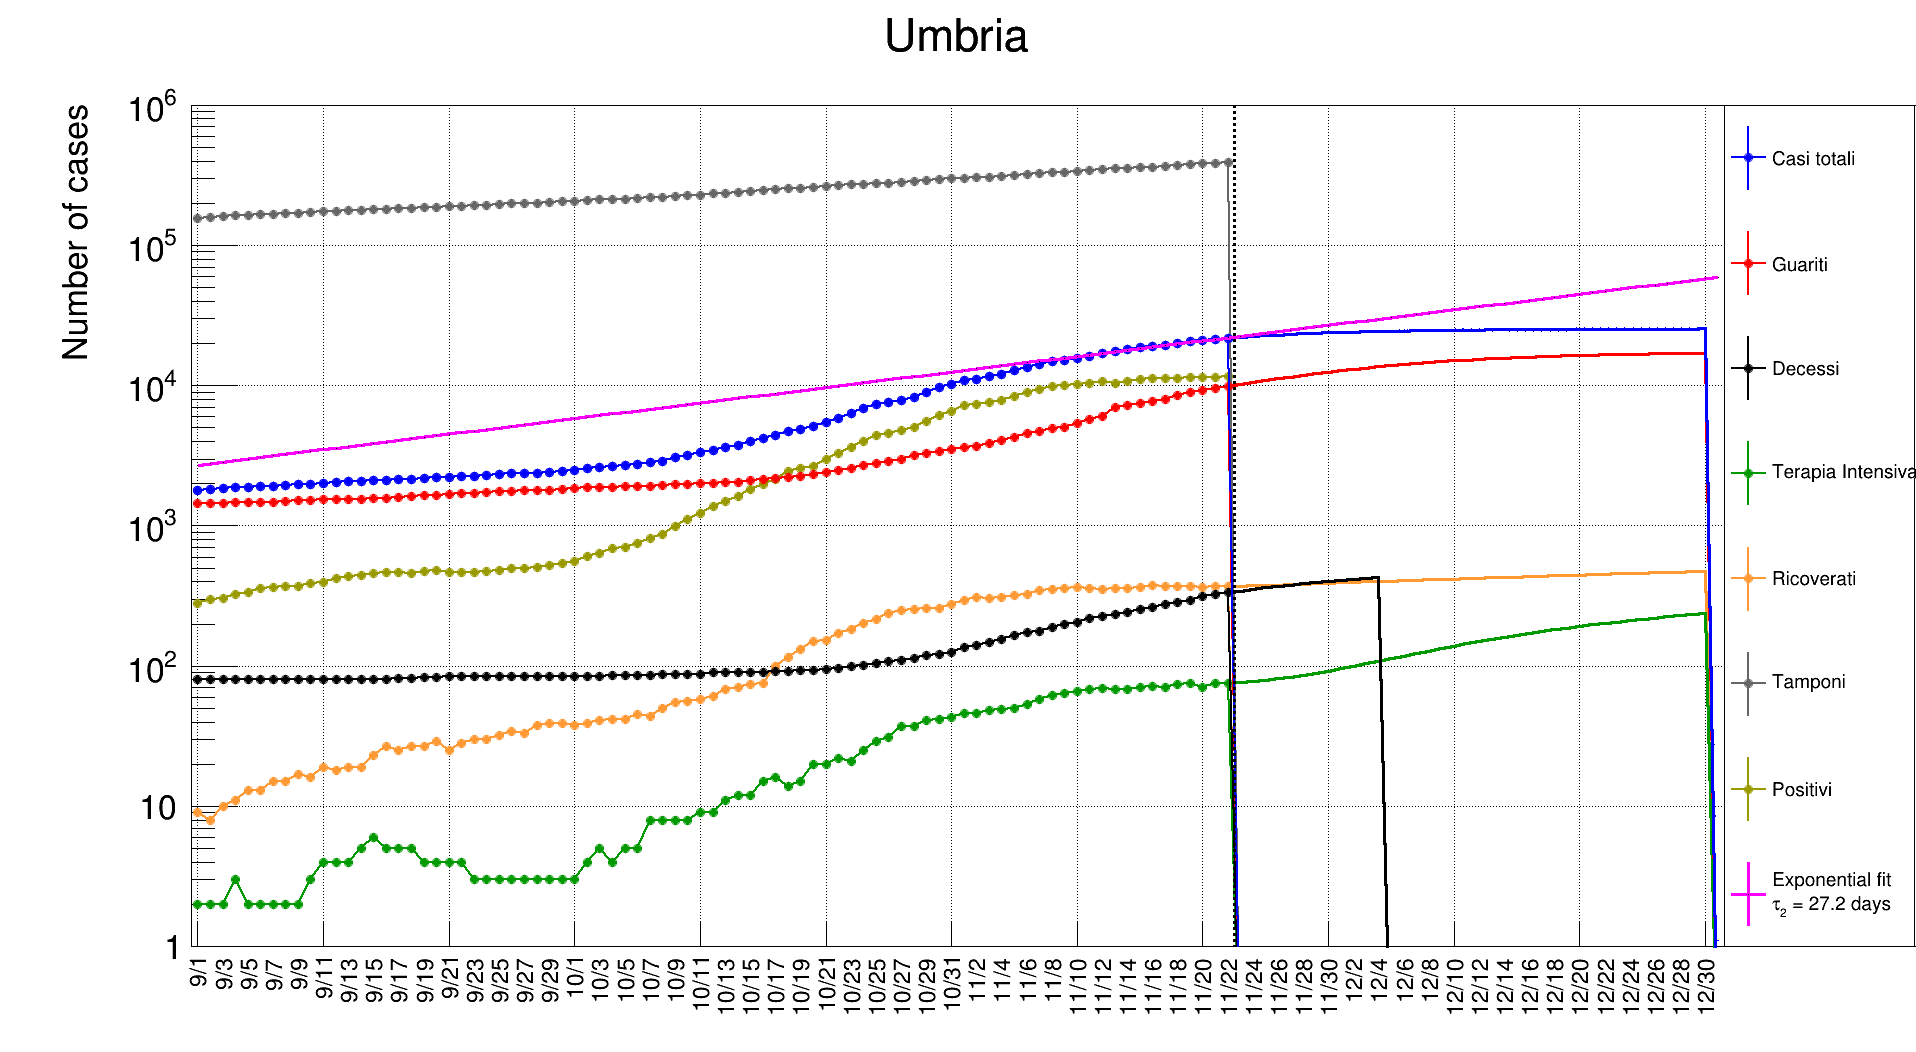 Umbria
Number of cases
10^6
10^5
10^4
10^3
10^2
10
1
9/1 9/3 9/5 9/7 9/9 9/11 9/13 9/15 9/17 9/19 9/21 9/23 9/25 9/27 9/29 10/1 10/3 10/5 10/7 10/9 10/11 10/13 10/15 10/17 10/19 10/21 10/23 10/25 10/27 10/29 10/31 11/2 11/4 11/6 11/8 11/10 11/12 11/14 11/16 11/18 11/20 11/22 11/24 11/26 11/28 11/30 12/2 12/4 12/6 12/8 12/10 12/12 12/14 12/16 12/18 12/20 12/22 12/24 12/26 12/28 12/30
Casi totali
Guariti
Decessi
Terapia Intensiva
Ricoverati
Tamponi
Positivi
Exponential fit
τ₂ = 27.2 days